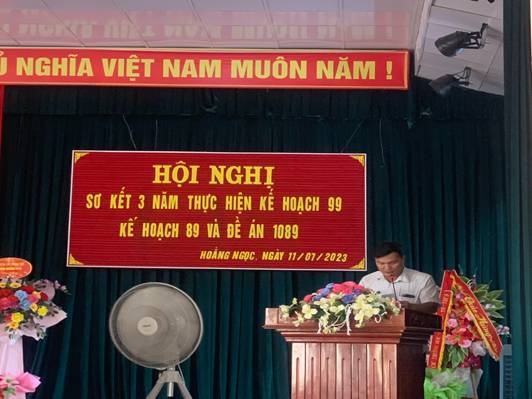 Ủ NGHĨA VIỆT NAM MUÔN NĂM !
HỘI NGHỊ
SƠ KẾT 3 NĂM THỰC HIỆN KẾ HOẠCH 99
KẾ HOẠCH 89 VÀ ĐỀ ÁN 1089
HOẰNG NGỌC, NGÀY 11/07/2023